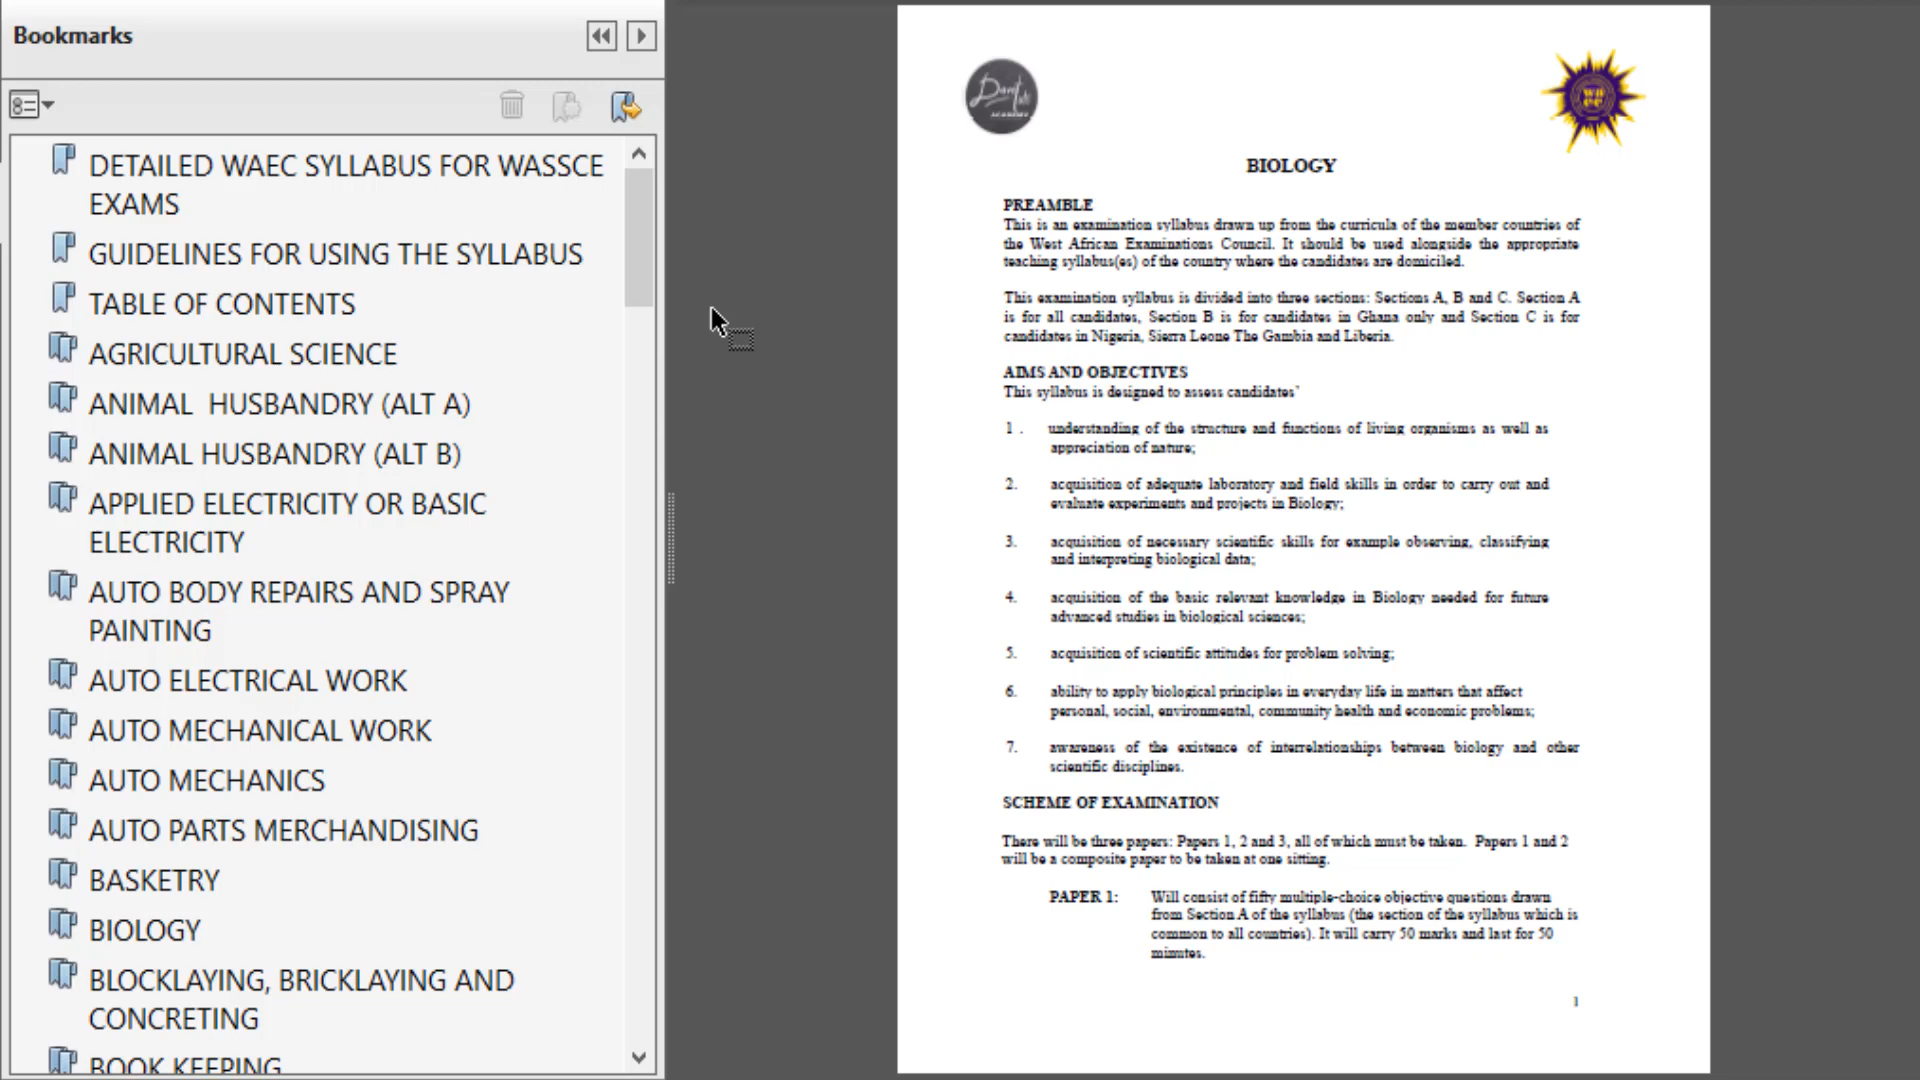 Bookmarks
DETAILED WAEC SYLLABUS FOR WASSCE
EXAMS
GUIDELINES FOR USING THE SYLLABUS
TABLE OF CONTENTS
AGRICULTURAL SCIENCE
ANIMAL  HUSBANDRY (ALT A)
ANIMAL HUSBANDRY (ALT B)
APPLIED ELECTRICITY OR BASIC
ELECTRICITY
AUTO BODY REPAIRS AND SPRAY
PAINTING
AUTO ELECTRICAL WORK
AUTO MECHANICAL WORK
AUTO MECHANICS
AUTO PARTS MERCHANDISING
BASKETRY
BIOLOGY
BLOCKLAYING, BRICKLAYING AND
CONCRETING
BOOK KEEPING
BIOLOGY
PREAMBLE
This is an examination syllabus drawn up from the curricula of the member countries of
the West African Examinations Council. It should be used alongside the appropriate
teaching syllabus(es) of the country where the candidates are domiciled.
This examination syllabus is divided into three sections: Sections A, B and C. Section A
is for all candidates, Section B is for candidates in Ghana only and Section C is for
candidates in Nigeria, Sierra Leone The Gambia and Liberia.
AIMS AND OBJECTIVES
This syllabus is designed to assess candidates'
1 . understanding of the structure and functions of living organisms as well as
appreciation of nature;
2. acquisition of adequate laboratory and field skills in order to carry out and
evaluate experiments and projects in Biology;
3. acquisition of necessary scientific skills for example observing, classifying
and interpreting biological data;
4. acquisition of the basic relevant knowledge in Biology needed for future
advanced studies in biological sciences;
5. acquisition of scientific attitudes for problem solving;
6. ability to apply biological principles in everyday life in matters that affect
personal, social, environmental, community health and economic problems;
7. awareness of the existence of interrelationships between biology and other
scientific disciplines.
SCHEME OF EXAMINATION
There will be three papers: Papers 1, 2 and 3, all of which must be taken. Papers 1 and 2
will be a composite paper to be taken at one sitting.
PAPER 1: Will consist of fifty multiple-choice objective questions drawn
from Section A of the syllabus (the section of the syllabus which is
common to all countries). It will carry 50 marks and last for 50
minutes.
1